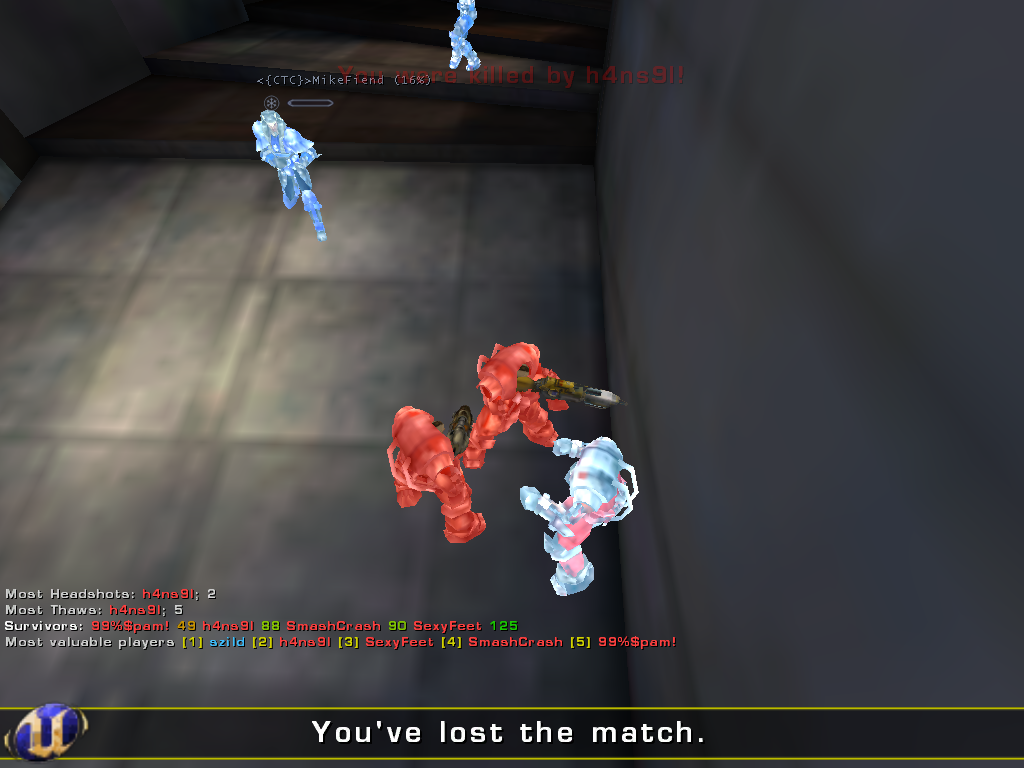 You were killed by h4ns9l!
<{CTC}>MikeFiend (16%)
Most Headshots: h4ns9l; 2
Most Thaws: h4ns9l; 5
Survivors: 99%$pam! 49 h4ns9l 88 SmashCrash 90 SexyFeet 125
Most valuable players [1] szild [2] h4ns9l [3] SexyFeet [4] SmashCrash [5] 99%$pam!
You've lost the match.